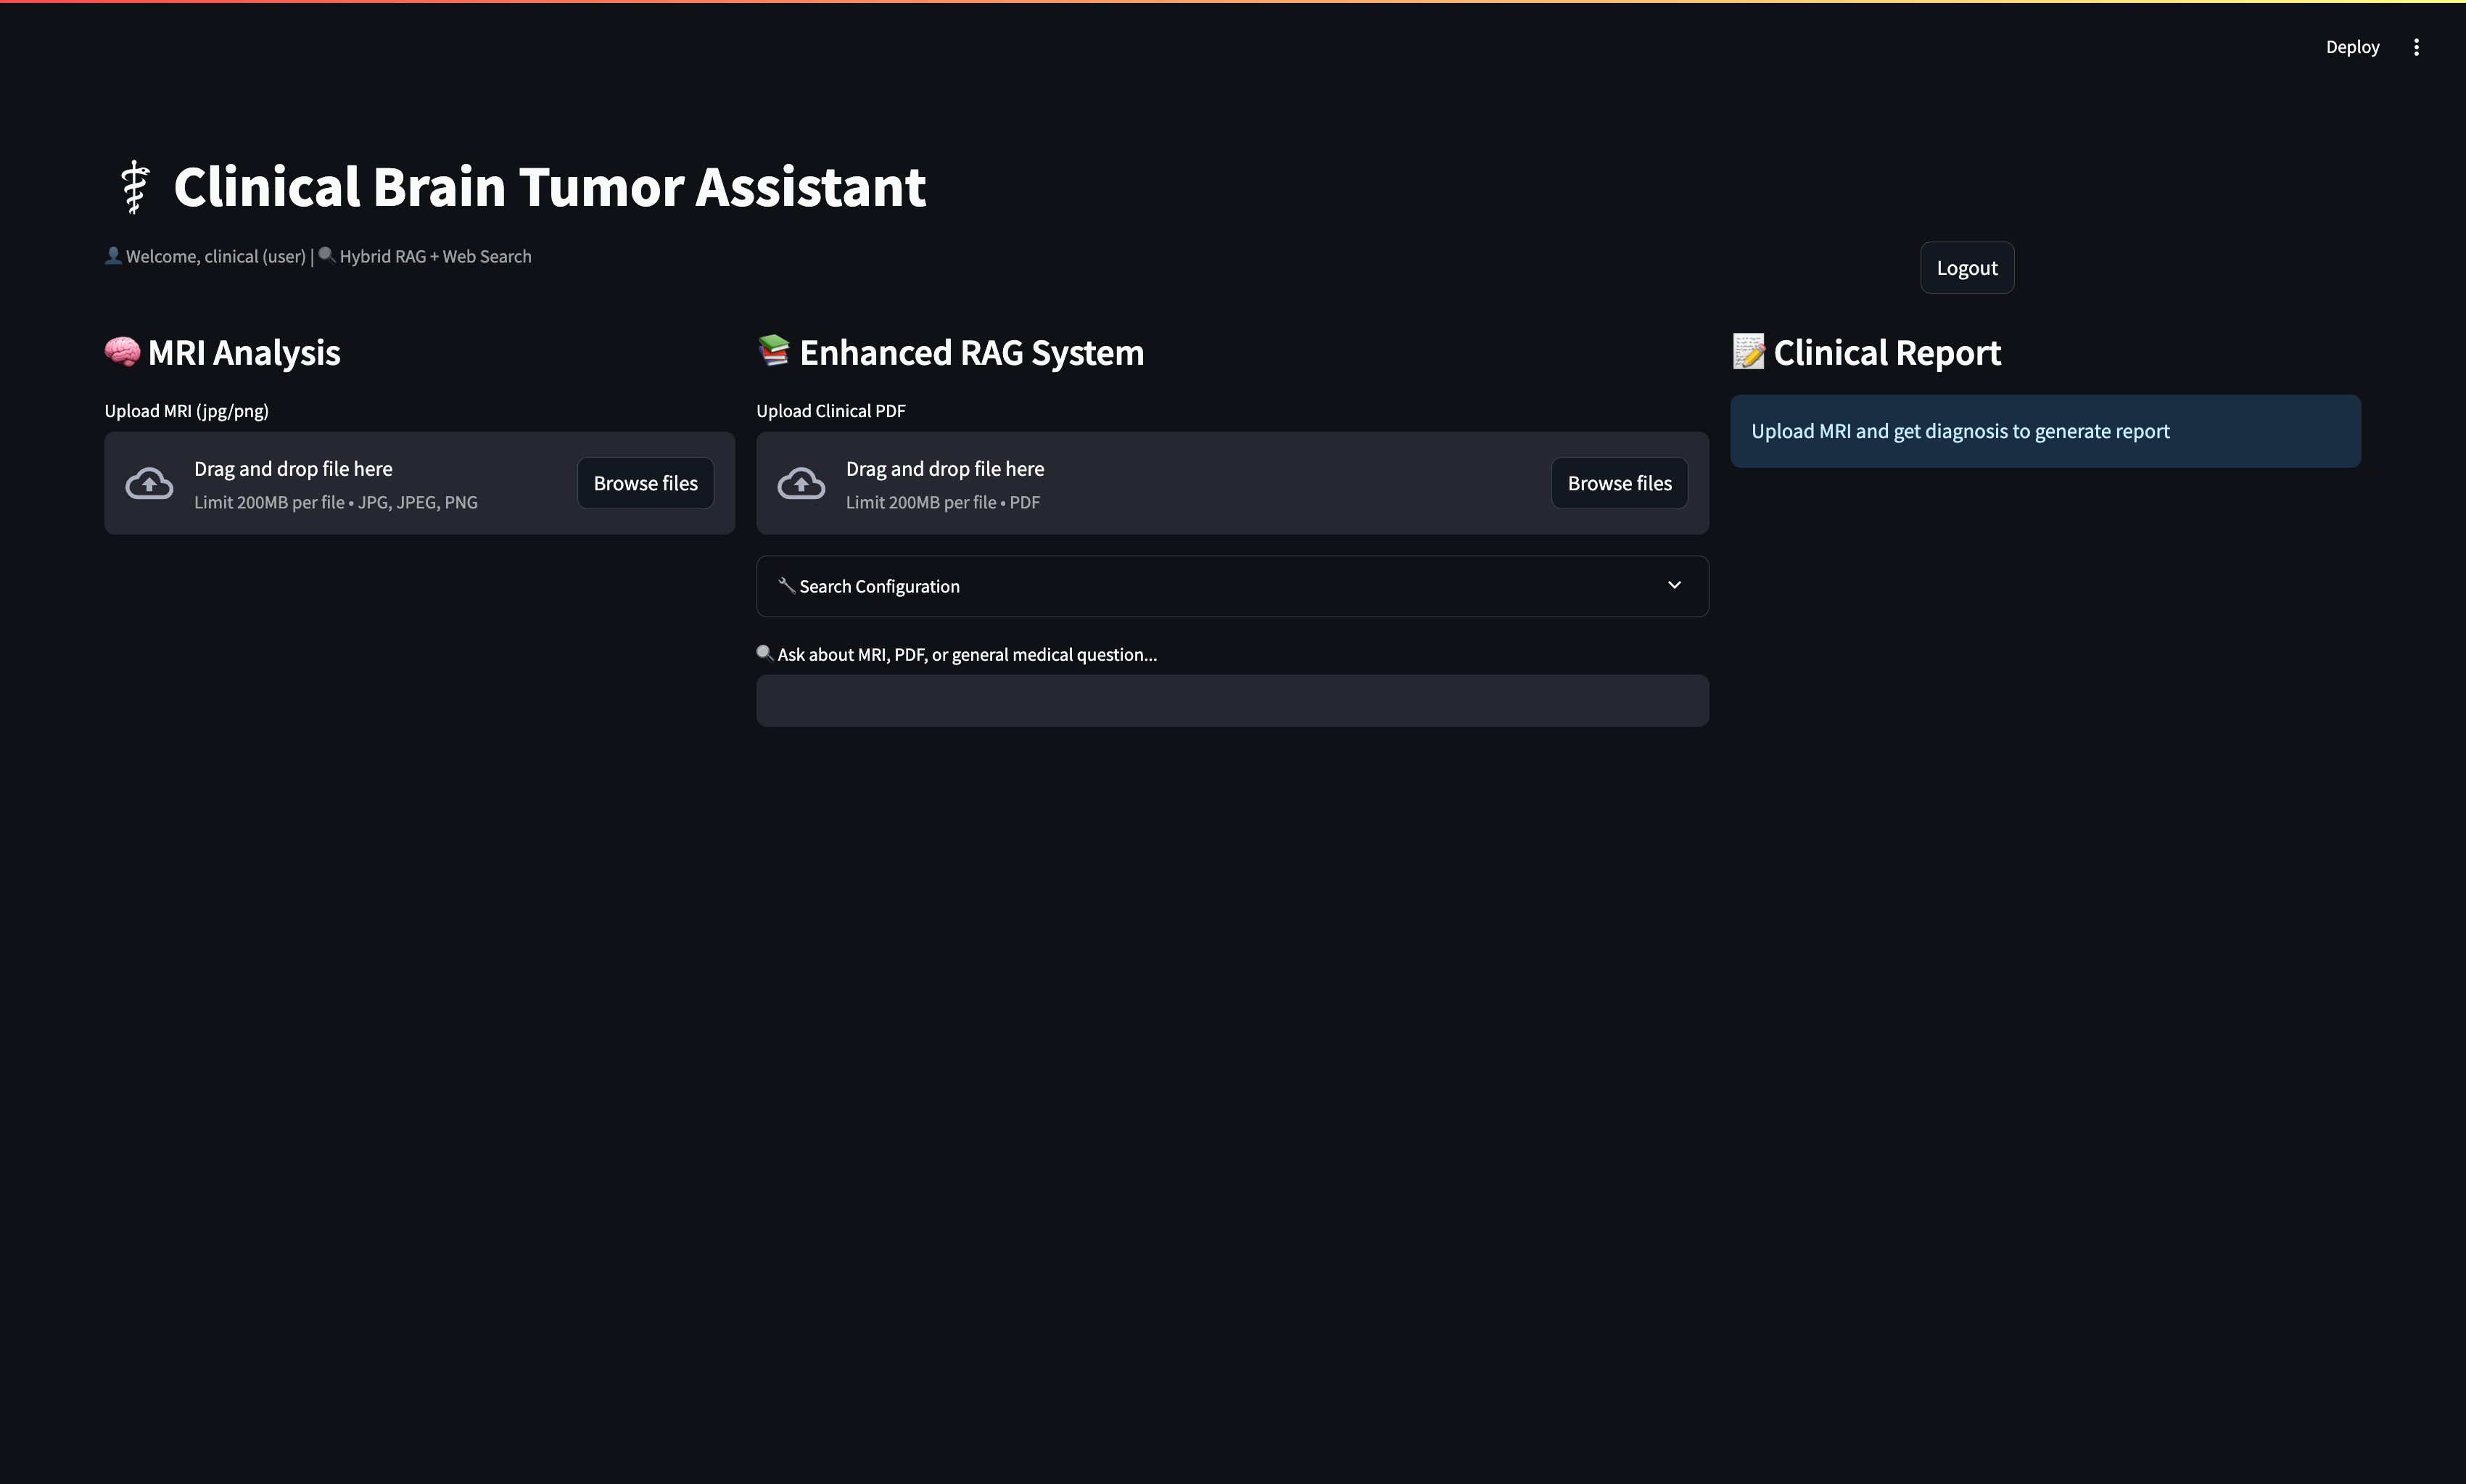 Deploy
Clinical Brain Tumor Assistant
Welcome, clinical (user) | Hybrid RAG + Web Search
Logout
MRI Analysis
Upload MRI (jpg/png)
Drag and drop file here
Limit 200MB per file • JPG, JPEG, PNG
Browse files
Enhanced RAG System
Upload Clinical PDF
Drag and drop file here
Limit 200MB per file • PDF
Browse files
Search Configuration
Ask about MRI, PDF, or general medical question...
Clinical Report
Upload MRI and get diagnosis to generate report